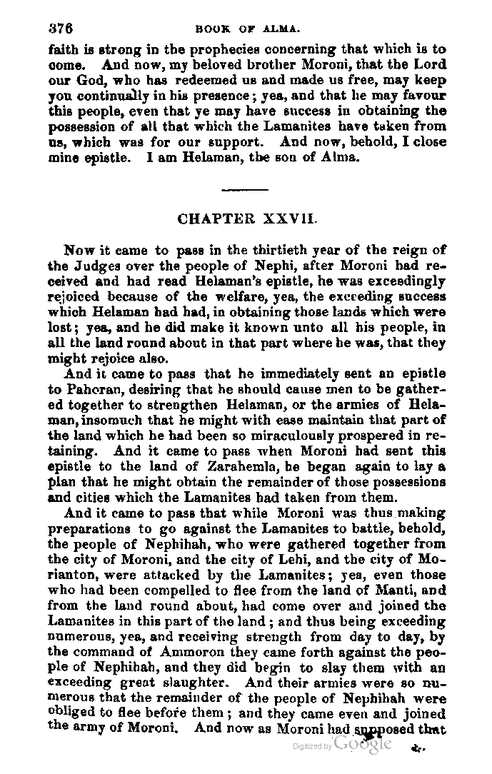 376 BOOK OF ALMA.
faith is strong in the prophecies concerning that which is to
come. And now, my beloved brother Moroni, that the Lord
our God, who has redeemed us and made us free, may keep
you continually in his presence; yea, and that he may favour
this people, even that ye may have success in obtaining the
possession of all that which the Lamanites have taken from
us, which was for our support. And now, behold, I close
mine epistle. I am Helaman, the son of Alma.
CHAPTER XXVII.
Now it came to pass in the thirtieth year of the reign of
the Judges over the people of Nephi, after Moroni had re-
ceived and had read Helaman's epistle, he was exceedingly
rejoiced because of the welfare, yea, the exceeding success
which Helaman had had, in obtaining those lands which were
lost; yea, and he did make it known unto all his people, in
all the land round about in that part where he was, that they
might rejoice also.
And it came to pass that he immediately sent an epistle
to Pahoran, desiring that he should cause men to be gather-
ed together to strengthen Helaman, or the armies of Hela-
man, insomuch that he might with ease maintain that part of
the land which he had been so miraculously prospered in re-
taining. And it came to pass when Moroni had sent this
epistle to the land of Zarahemla, he began again to lay a
plan that he might obtain the remainder of those possessions
and cities which the Lamanites had taken from them.
And it came to pass that while Moroni was thus making
preparations to go against the Lamanites to battle, behold,
the people of Nephihah, who were gathered together from
the city of Moroni, and the city of Lehi, and the city of Mo-
rianton, were attacked by the Lamanites; yea, even those
who had been compelled to flee from the land of Manti, and
from the land round about, had come over and joined the
Lamanites in this part of the land; and thus being exceeding
numerous, yea, and receiving strength from day to day, by
the command of Ammoron they came forth against the peo-
ple of Nephihah, and they did begin to slay them with an
exceeding great slaughter. And their armies were so nu-
merous that the remainder of the people of Nephihah were
obliged to flee before them; and they came even and joined
the army of Moroni. And now as Moroni had supposed that
Digitized by Google